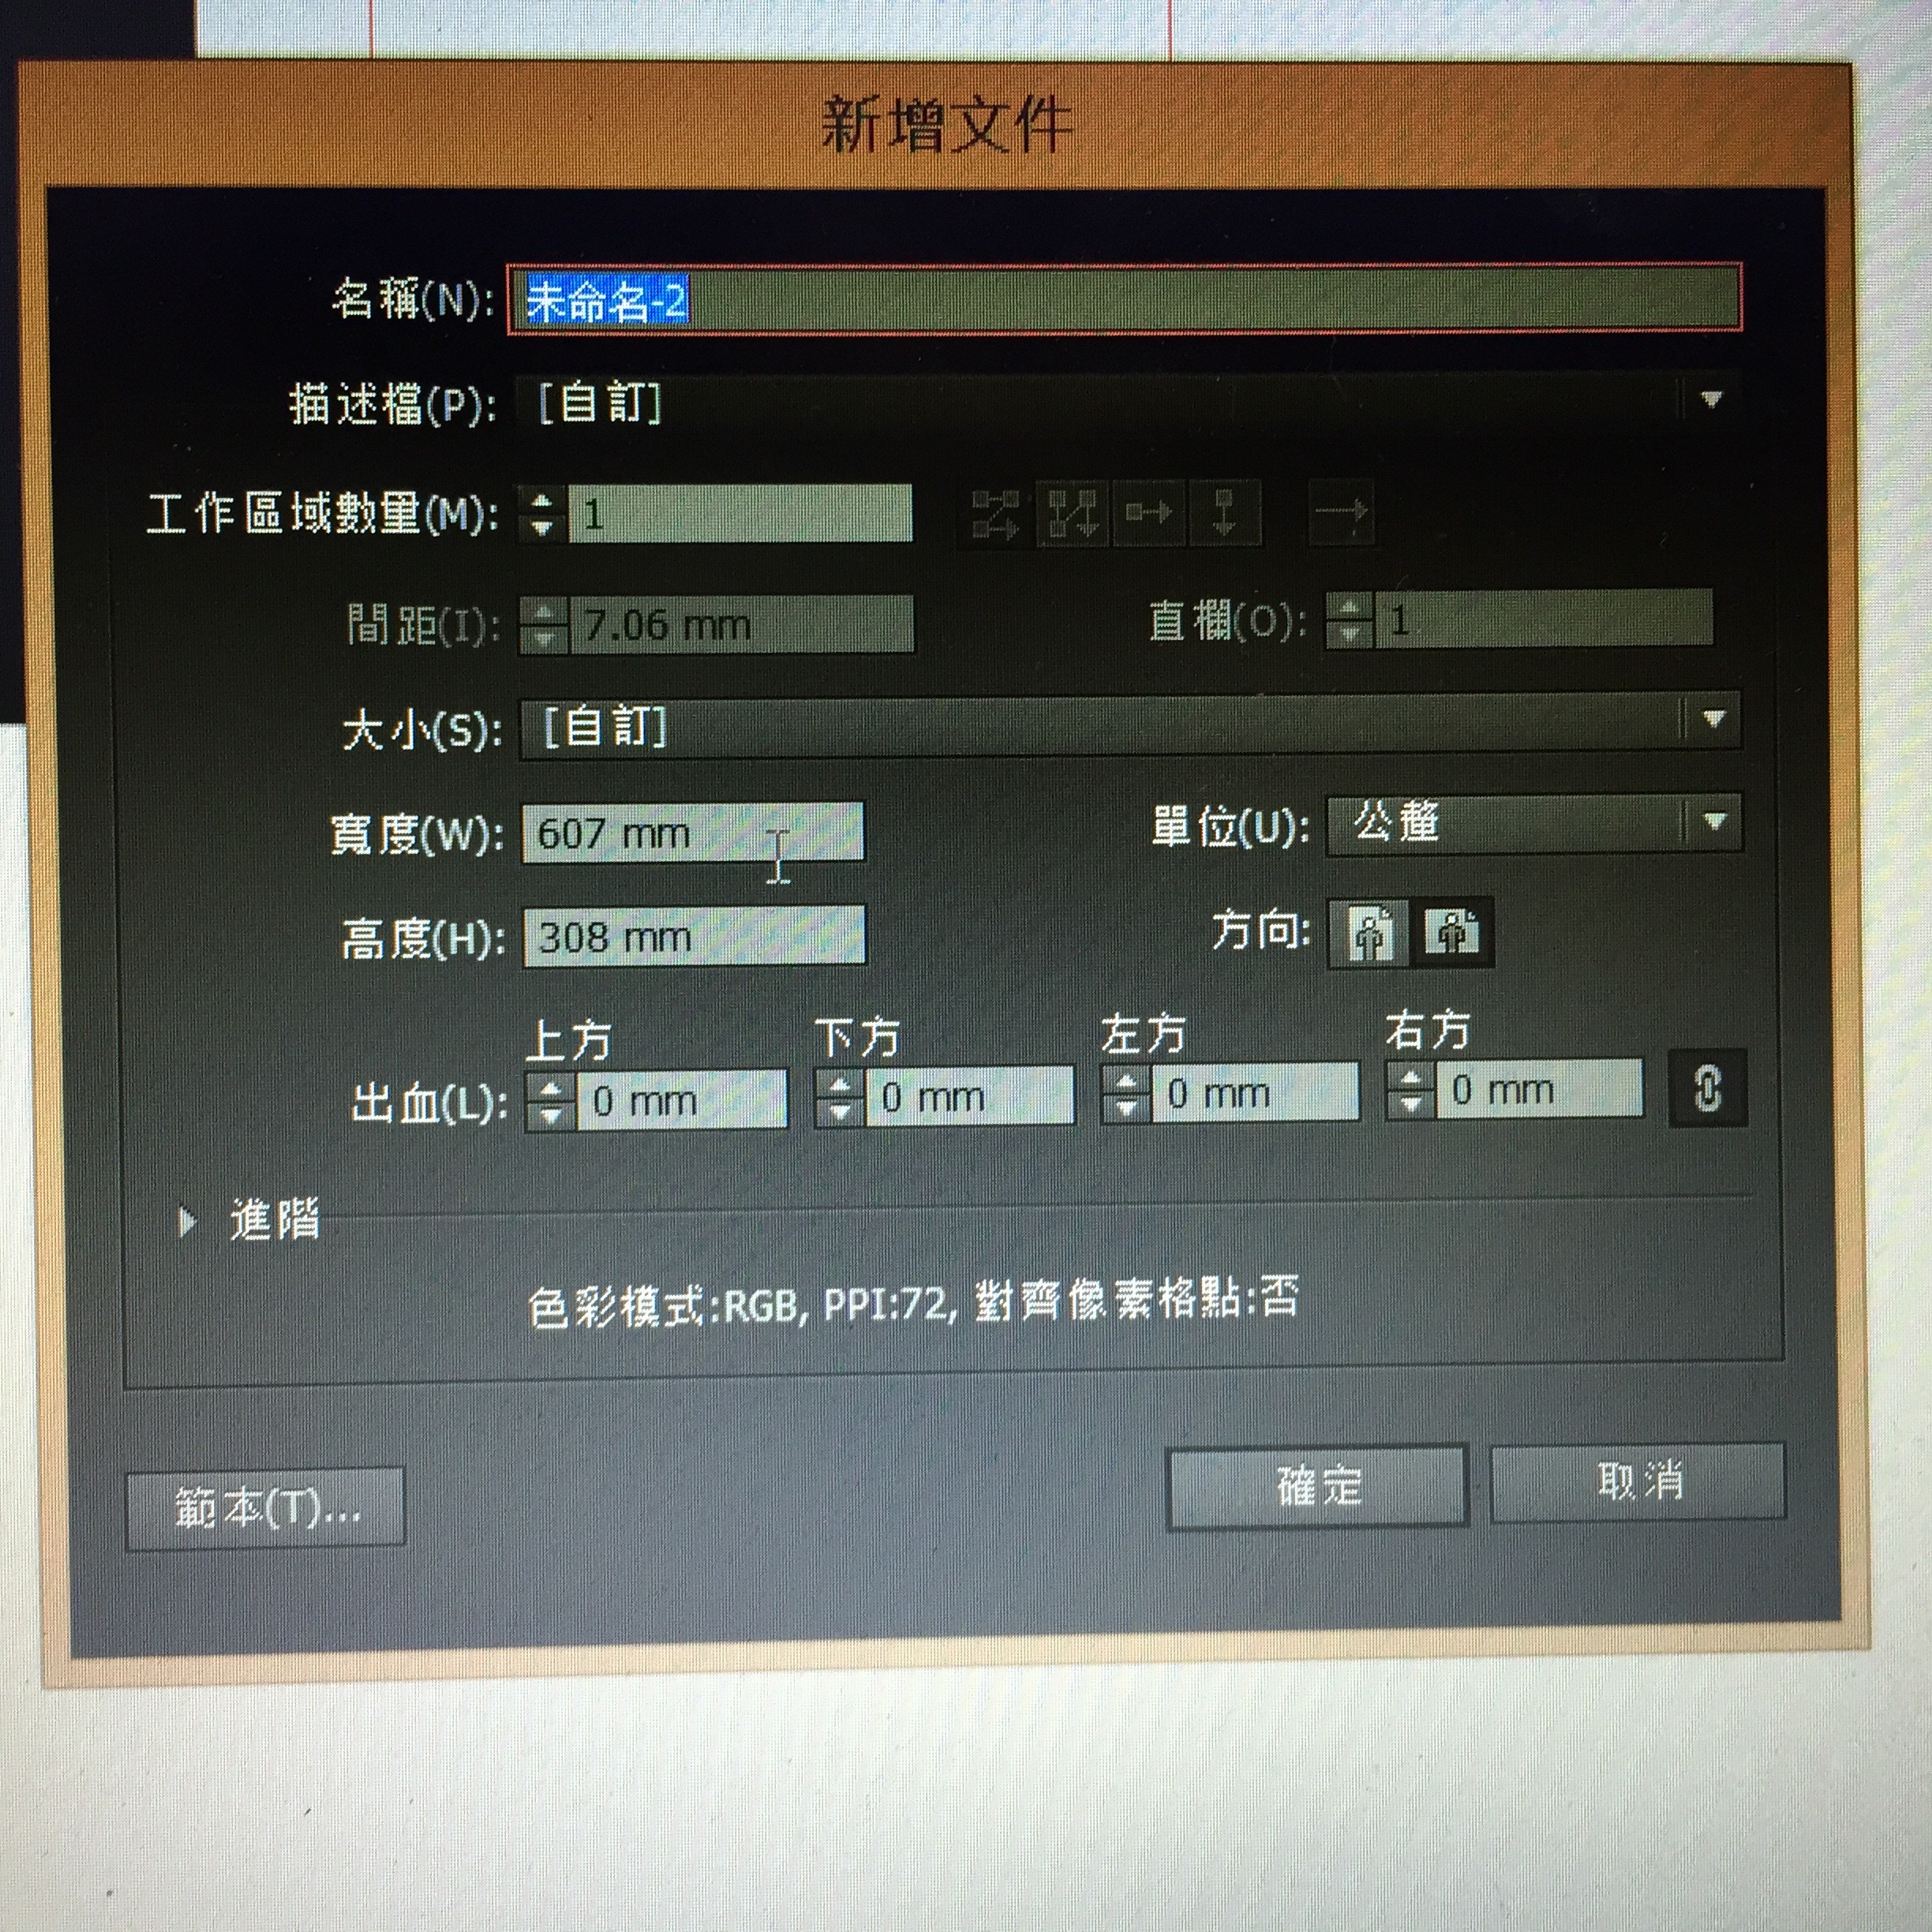 新增文件
名稱(N): 未命名-2
描述檔(P): [自訂]
工作區域數量(M): 1
間距(I): 7.06 mm 直欄(O): 1
大小(S): [自訂]
寬度(W): 607 mm 單位(U): 公釐
高度(H): 308 mm 方向:
上方 下方 左方 右方
出血(L): 0 mm 0 mm 0 mm 0 mm
進階
色彩模式:RGB, PPI:72, 對齊像素格點:否
範本(T)... 確定 取消